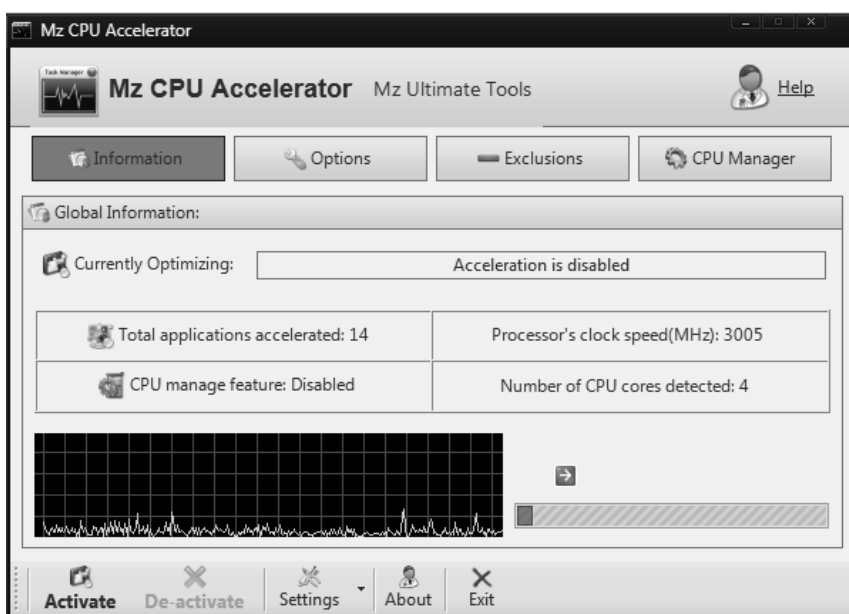 Mz CPU Accelerator
Task Manager
Mz CPU Accelerator Mz Ultimate Tools Help
Information Options Exclusions CPU Manager
Global Information:
Currently Optimizing: Acceleration is disabled
Total applications accelerated: 14 Processor's clock speed(MHz): 3005
CPU manage feature: Disabled Number of CPU cores detected: 4
Activate De-activate Settings About Exit